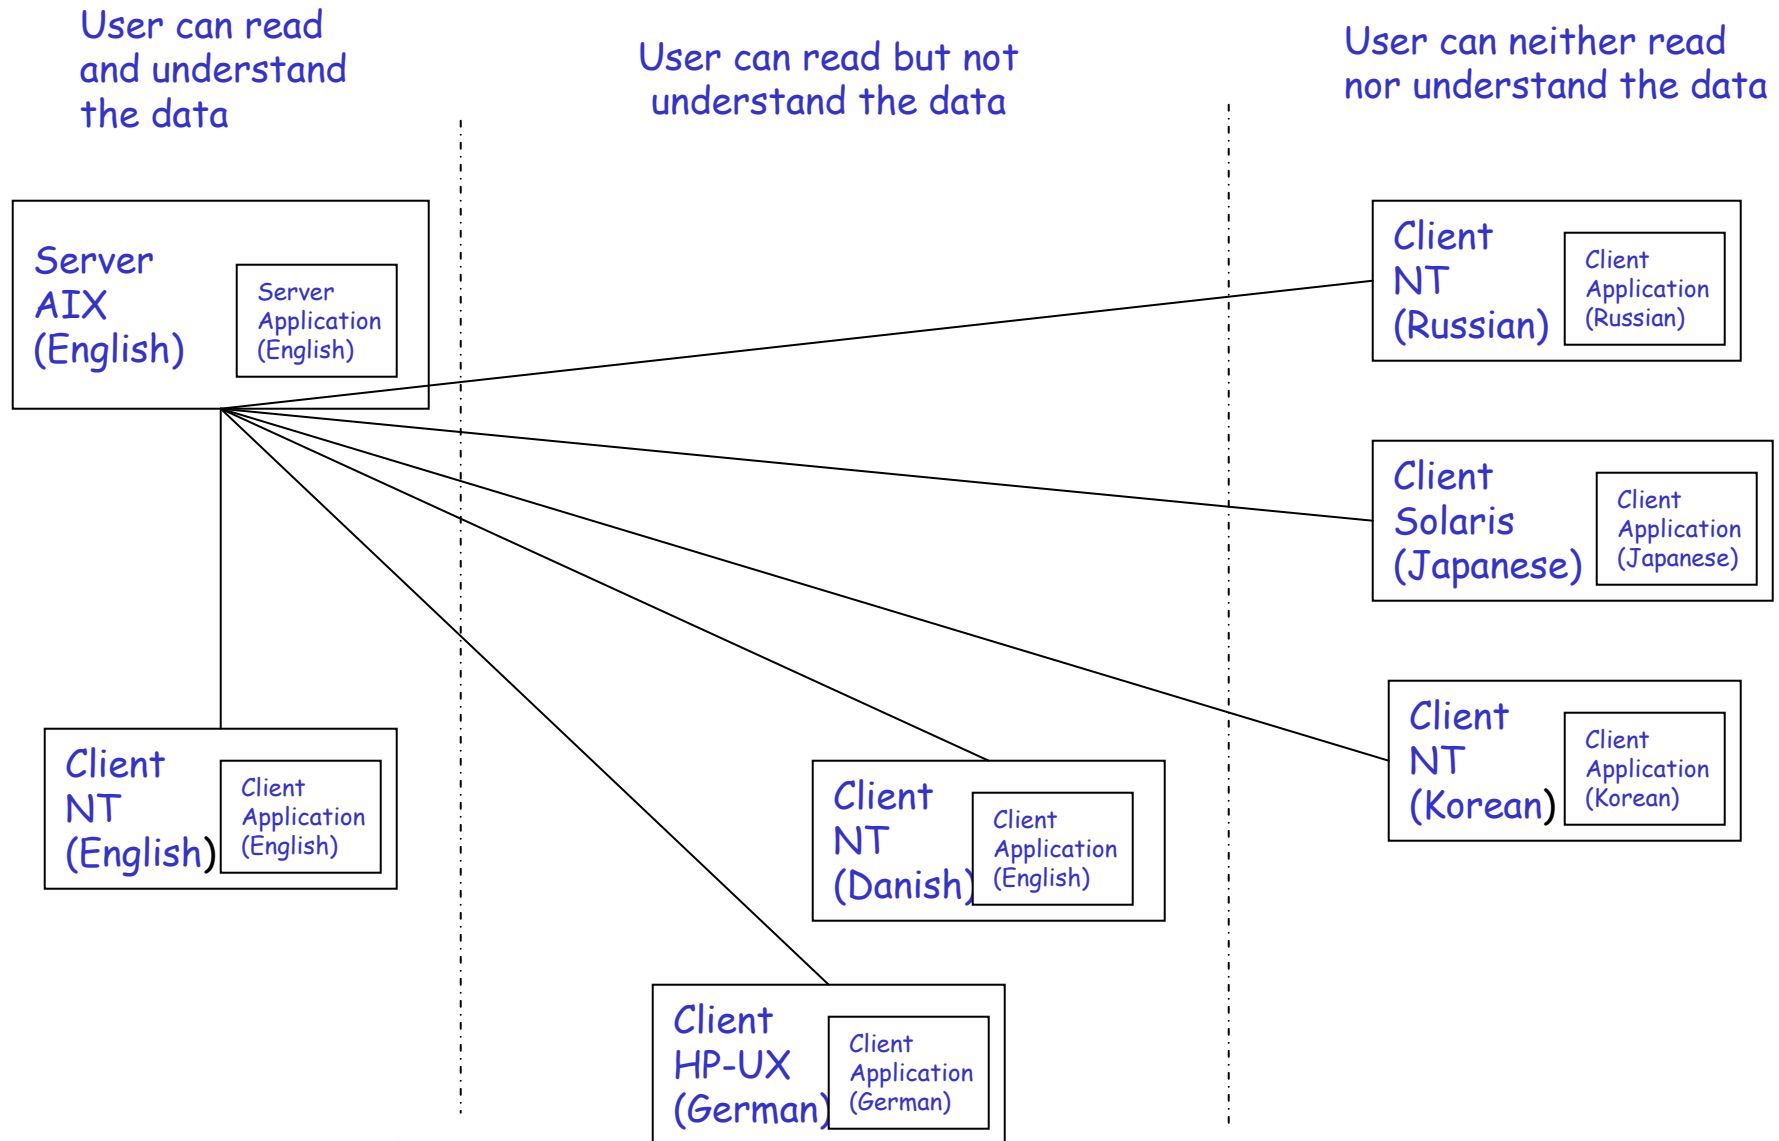 User can read
and understand
the data
User can read but not
understand the data
User can neither read
nor understand the data
Server
AIX
(English)
Server
Application
(English)
Client
NT
(Russian)
Client
Application
(Russian)
Client
Solaris
(Japanese)
Client
Application
(Japanese)
Client
NT
(Korean)
Client
Application
(Korean)
Client
NT
(English)
Client
Application
(English)
Client
NT
(Danish)
Client
Application
(English)
Client
HP-UX
(German)
Client
Application
(German)